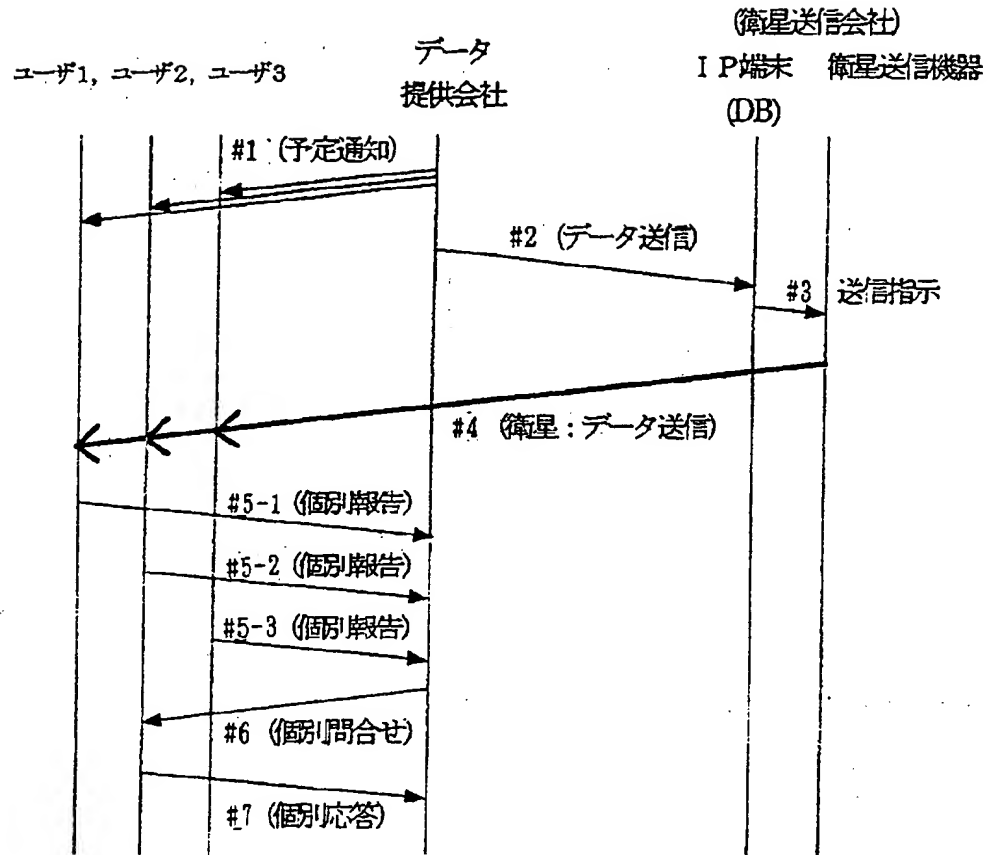 (衛星送信会社)
ユーザ1, ユーザ2, ユーザ3
データ
提供会社
IP端末 衛星送信機器
(DB)
#1 (予定通知)
#2 (データ送信)
#3 送信指示
#4 (衛星:データ送信)
#5-1 (個別報告)
#5-2 (個別報告)
#5-3 (個別報告)
#6 (個別問合せ)
#7 (個別応答)